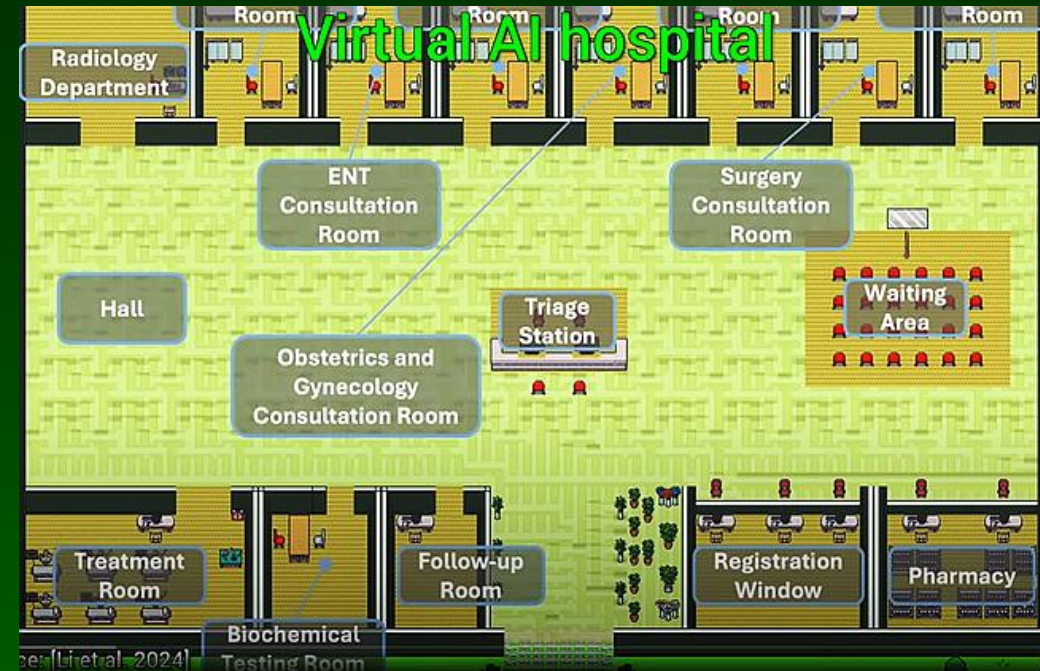 Room
Room
Room
Room
Virtual AI hospital
Radiology
Department
ENT
Consultation
Room
Surgery
Consultation
Room
Hall
Triage
Station
Waiting
Area
Obstetrics and
Gynecology
Consultation Room
Treatment
Room
Follow-up
Room
Registration
Window
Pharmacy
Biochemical
Testing Room
ce: [Li et al. 2024]